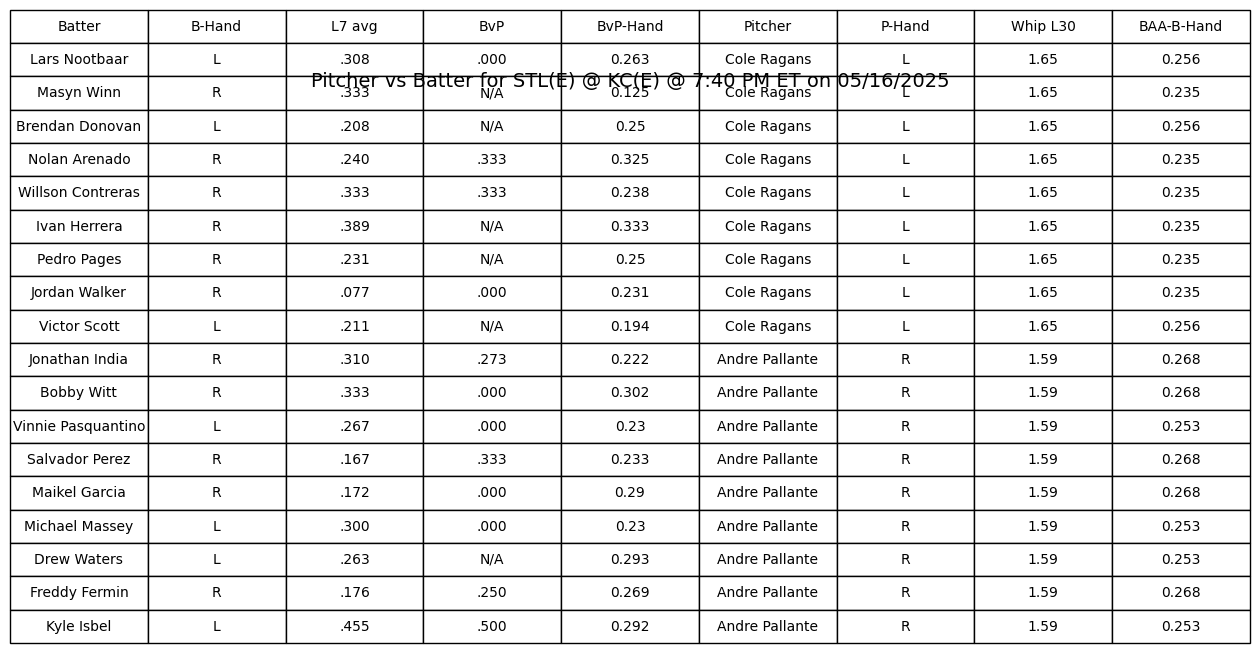 Batter B-Hand L7 avg BvP BvP-Hand Pitcher P-Hand Whip L30 BAA-B-Hand
Lars Nootbaar L .308 .000 0.263 Cole Ragans L 1.65 0.256
Pitcher vs Batter for STL(E) @ KC(E) @ 7:40 PM ET on 05/16/2025
Masyn Winn R .333 N/A 0.125 Cole Ragans L 1.65 0.235
Brendan Donovan L .208 N/A 0.25 Cole Ragans L 1.65 0.256
Nolan Arenado R .240 .333 0.325 Cole Ragans L 1.65 0.235
Willson Contreras R .333 .333 0.238 Cole Ragans L 1.65 0.235
Ivan Herrera R .389 N/A 0.333 Cole Ragans L 1.65 0.235
Pedro Pages R .231 N/A 0.25 Cole Ragans L 1.65 0.235
Jordan Walker R .077 .000 0.231 Cole Ragans L 1.65 0.235
Victor Scott L .211 N/A 0.194 Cole Ragans L 1.65 0.256
Jonathan India R .310 .273 0.222 Andre Pallante R 1.59 0.268
Bobby Witt R .333 .000 0.302 Andre Pallante R 1.59 0.268
Vinnie Pasquantino L .267 .000 0.23 Andre Pallante R 1.59 0.253
Salvador Perez R .167 .333 0.233 Andre Pallante R 1.59 0.268
Maikel Garcia R .172 .000 0.29 Andre Pallante R 1.59 0.268
Michael Massey L .300 .000 0.23 Andre Pallante R 1.59 0.253
Drew Waters L .263 N/A 0.293 Andre Pallante R 1.59 0.253
Freddy Fermin R .176 .250 0.269 Andre Pallante R 1.59 0.268
Kyle Isbel L .455 .500 0.292 Andre Pallante R 1.59 0.253